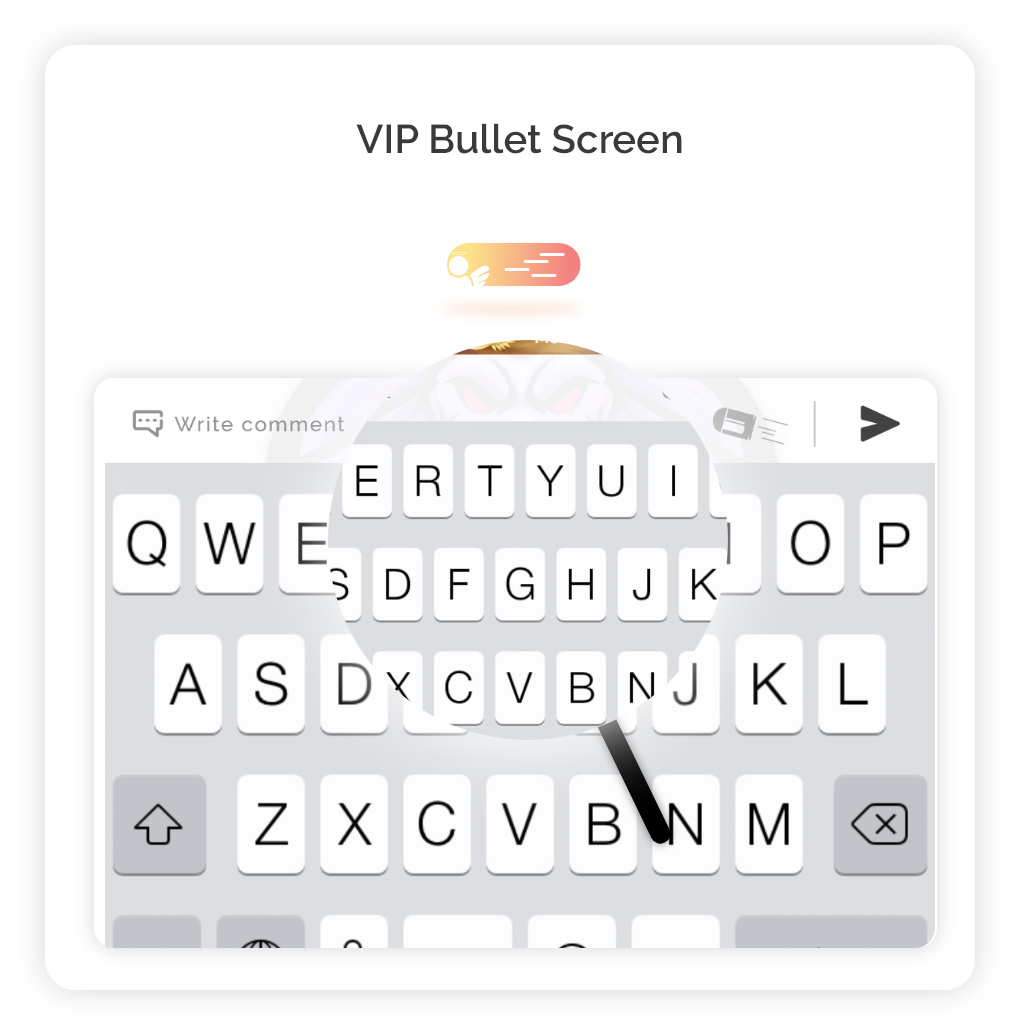 VIP Bullet Screen
Write comment
E R T Y U I
Q W E O P
S D F G H J K
A S D J K L
X C V B N
Z X C V B N M